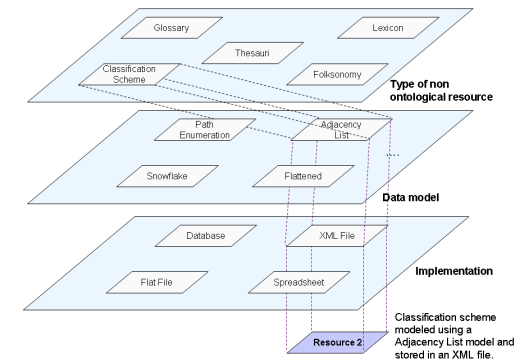 Glossary
Lexicon
Thesauri
Classification
Scheme
Folksonomy
Type of non
ontological resource
Path
Enumeration
Adjacency
List
....
Snowflake
Flattened
Data model
Database
XML File
Flat File
Spreadsheet
Implementation
Resource 2
Classification scheme
modeled using a
Adjacency List model and
stored in an XML file.